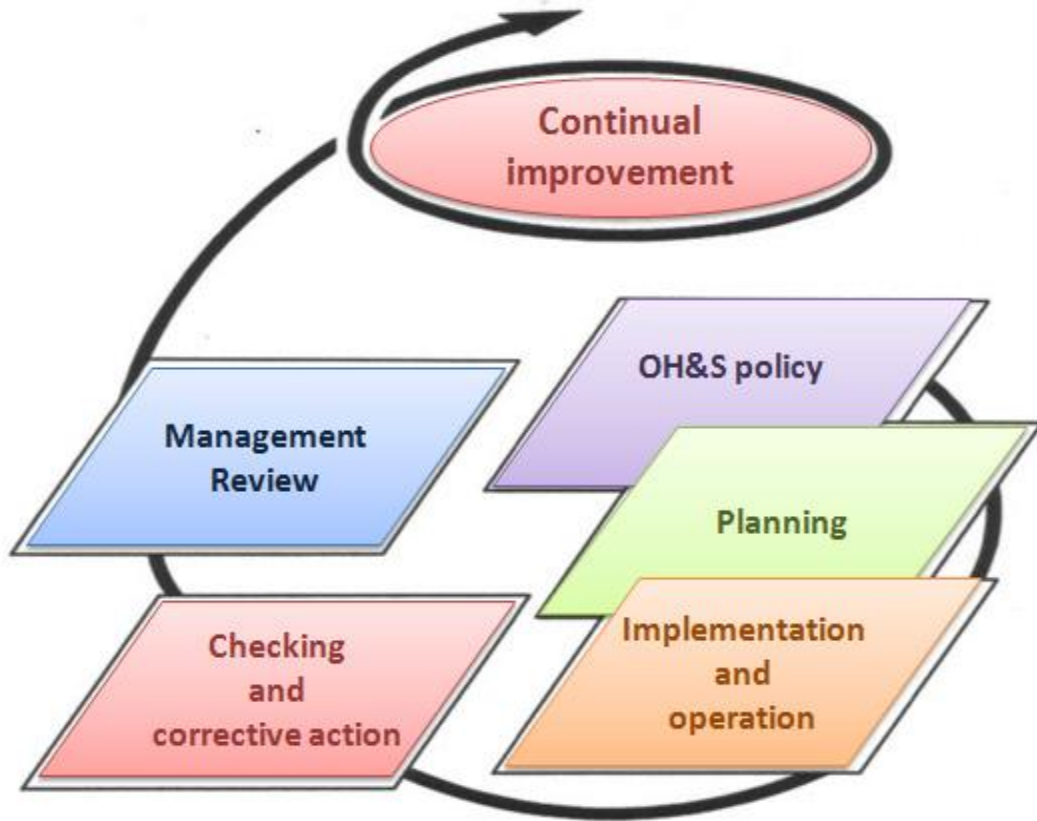 Continual
improvement
OH&S policy
Management
Review
Planning
Implementation
and
operation
Checking
and
corrective action